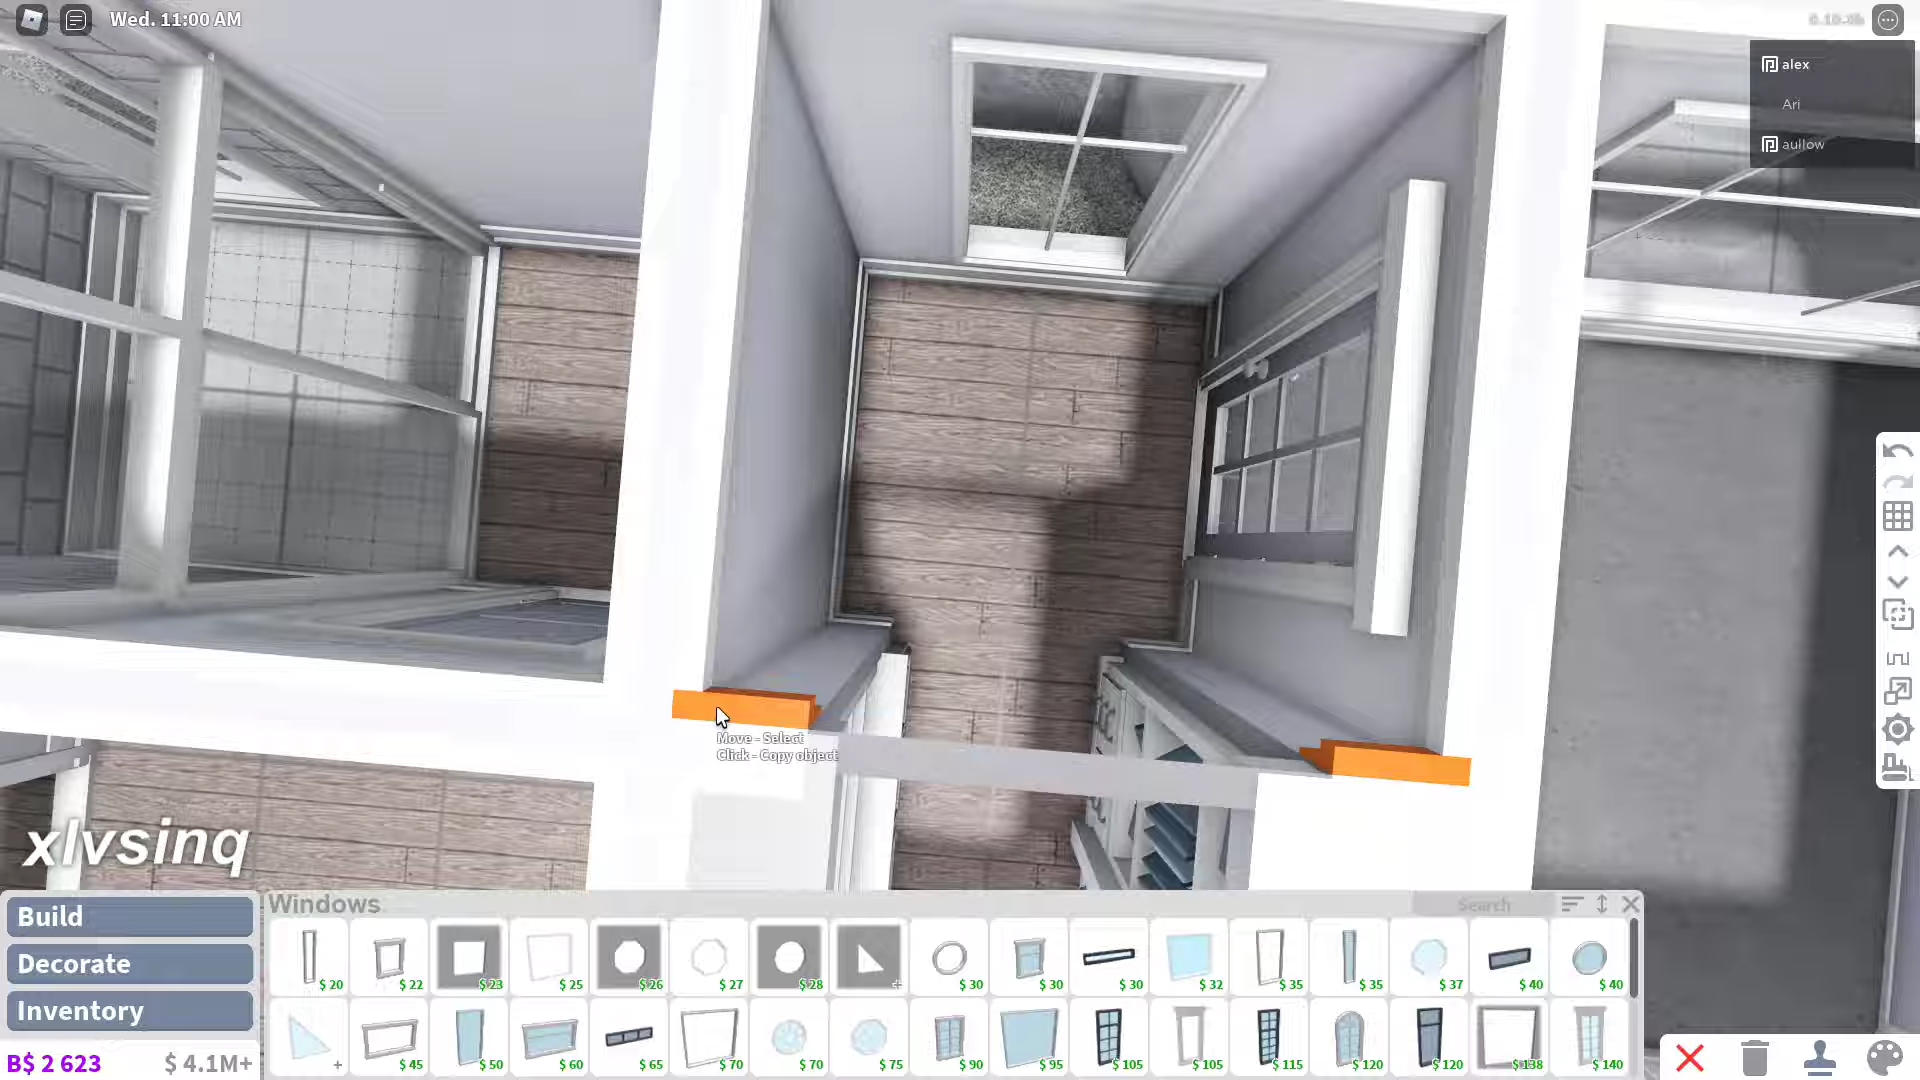 Wed. 11:00 AM
alex
Ari
aullow
Move - Select
Click - Copy object
xlvsinq
Build
Decorate
Inventory
B$ 2 623
$ 4.1M+
Windows
Search
$ 20
$ 22
$ 23
$ 25
$ 26
$ 27
$ 28
+
$ 30
$ 30
$ 30
$ 32
$ 35
$ 35
$ 37
$ 40
$ 40
+
$ 45
$ 50
$ 60
$ 65
$ 70
$ 70
$ 75
$ 90
$ 95
$ 105
$ 105
$ 115
$ 120
$ 120
$ 138
$ 140